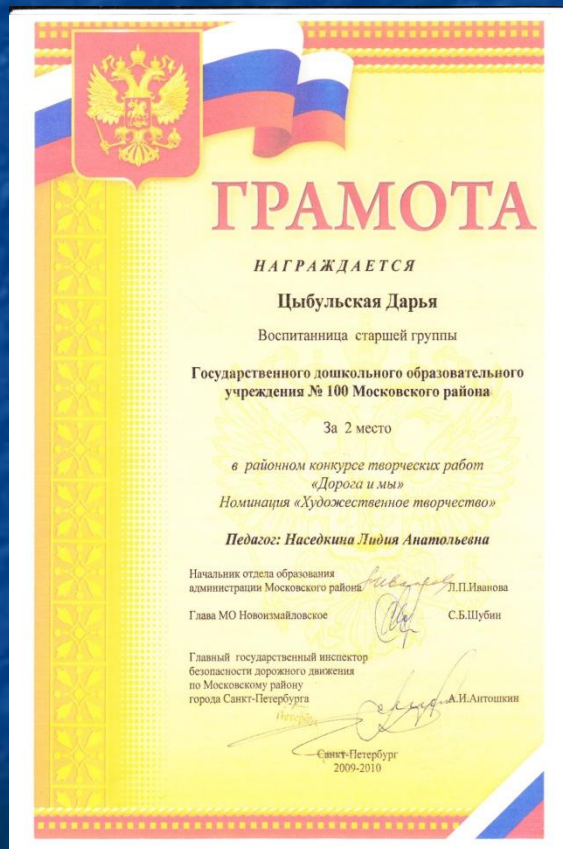 ГРАМОТА
НАГРАЖДАЕТСЯ
Цыбульская Дарья
Воспитанница старшей группы
Государственного дошкольного образовательного
учреждения № 100 Московского района
За 2 место
в районном конкурсе творческих работ
«Дорога и мы»
Номинация «Художественное творчество»
Педагог: Наседкина Лидия Анатольевна
Начальник отдела образования
администрации Московского района Л.П.Иванова
Глава МО Новоизмайловское С.Б.Шубин
Главный государственный инспектор
безопасности дорожного движения
по Московскому району
города Санкт-Петербурга А.И.Антошкин
Санкт-Петербург
2009-2010